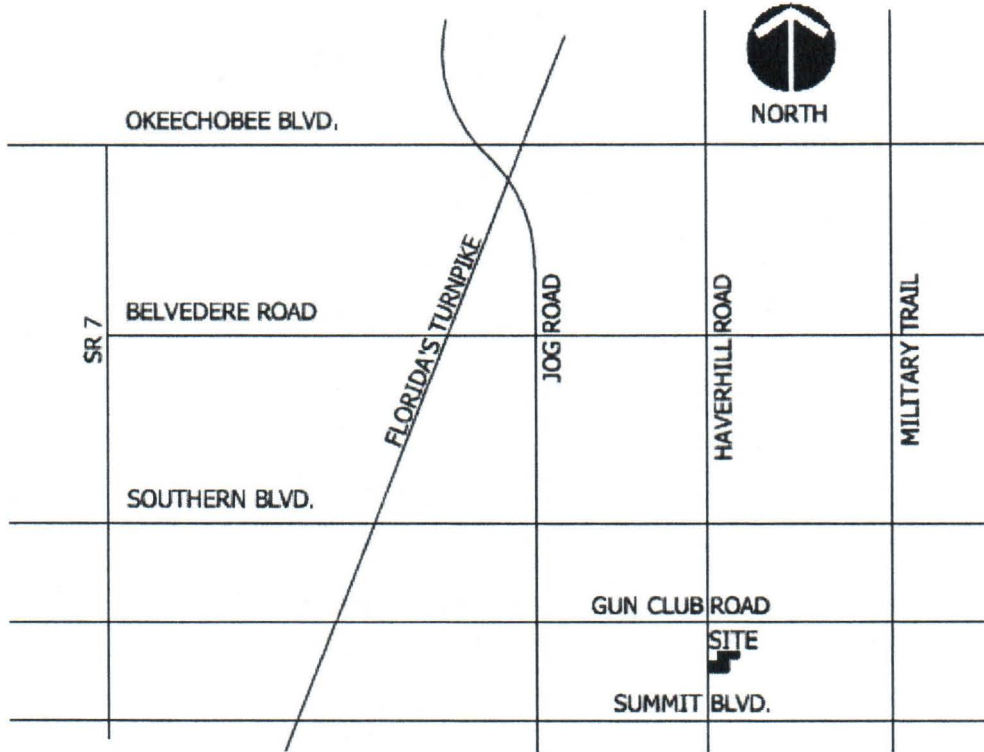 NORTH
OKEECHOBEE BLVD.
BELVEDERE ROAD
SR 7
FLORIDA'S TURNPIKE
JOG ROAD
HAVERHILL ROAD
MILITARY TRAIL
SOUTHERN BLVD.
GUN CLUB ROAD
SITE
SUMMIT BLVD.